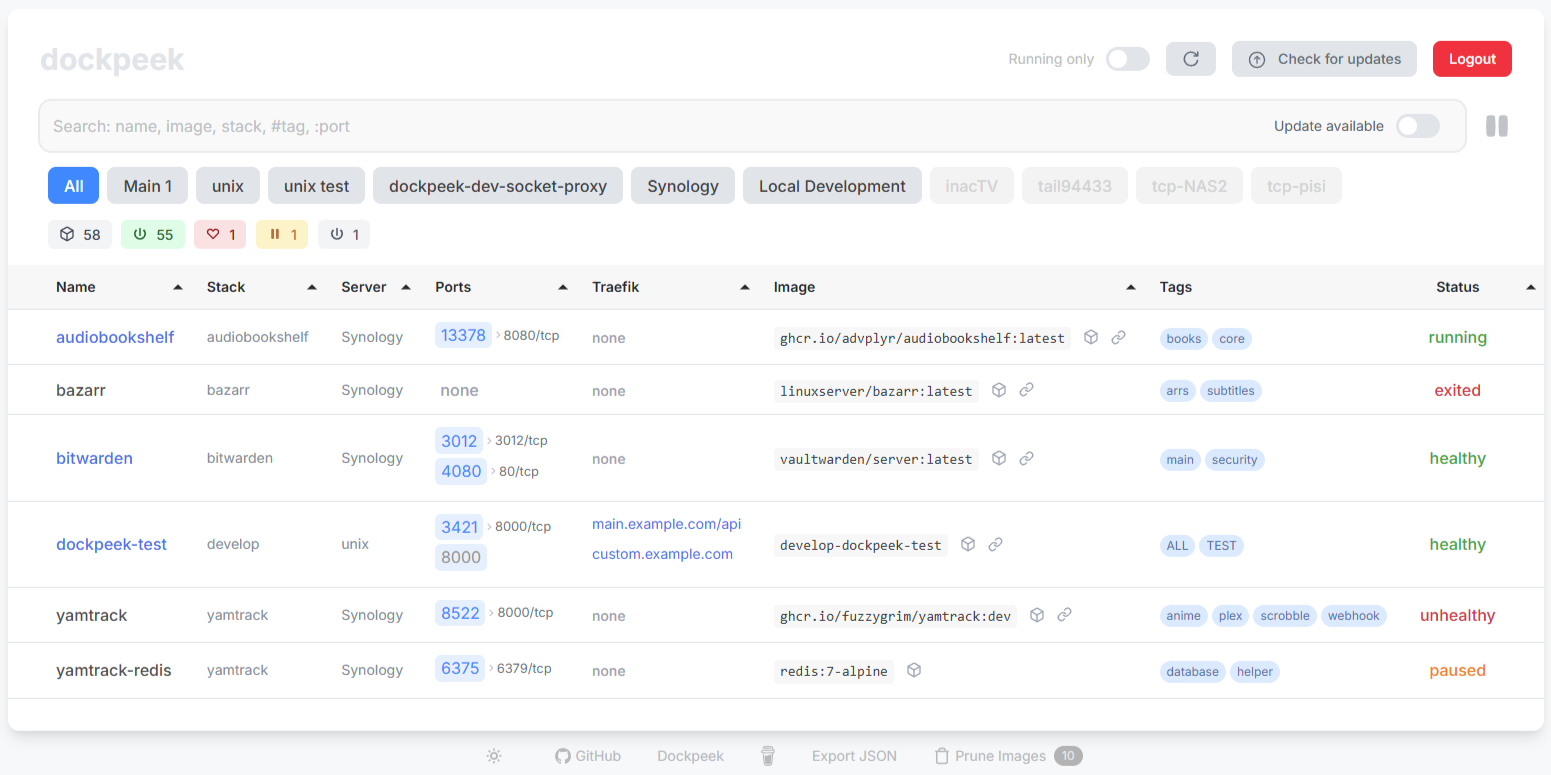 dockpeek
Running only Check for updates Logout
Search: name, image, stack, #tag, :port Update available
All Main 1 unix unix test dockpeek-dev-socket-proxy Synology Local Development inacTV tail94433 tcp-NAS2 tcp-pisi
58 55 1 1 1
Name Stack Server Ports Traefik Image Tags Status
audiobookshelf audiobookshelf Synology 13378 8080/tcp none ghcr.io/advplyr/audiobookshelf:latest books core running
bazarr bazarr Synology none none linuxserver/bazarr:latest arrs subtitles exited
3012 3012/tcp
bitwarden bitwarden Synology none vaultwarden/server:latest main security healthy
4080 80/tcp
3421 8000/tcp main.example.com/api
dockpeek-test develop unix develop-dockpeek-test ALL TEST healthy
8000 custom.example.com
yamtrack yamtrack Synology 8522 8000/tcp none ghcr.io/fuzzygrim/yamtrack:dev anime plex scrobble webhook unhealthy
yamtrack-redis yamtrack Synology 6375 6379/tcp none redis:7-alpine database helper paused
GitHub Dockpeek Export JSON Prune Images 10